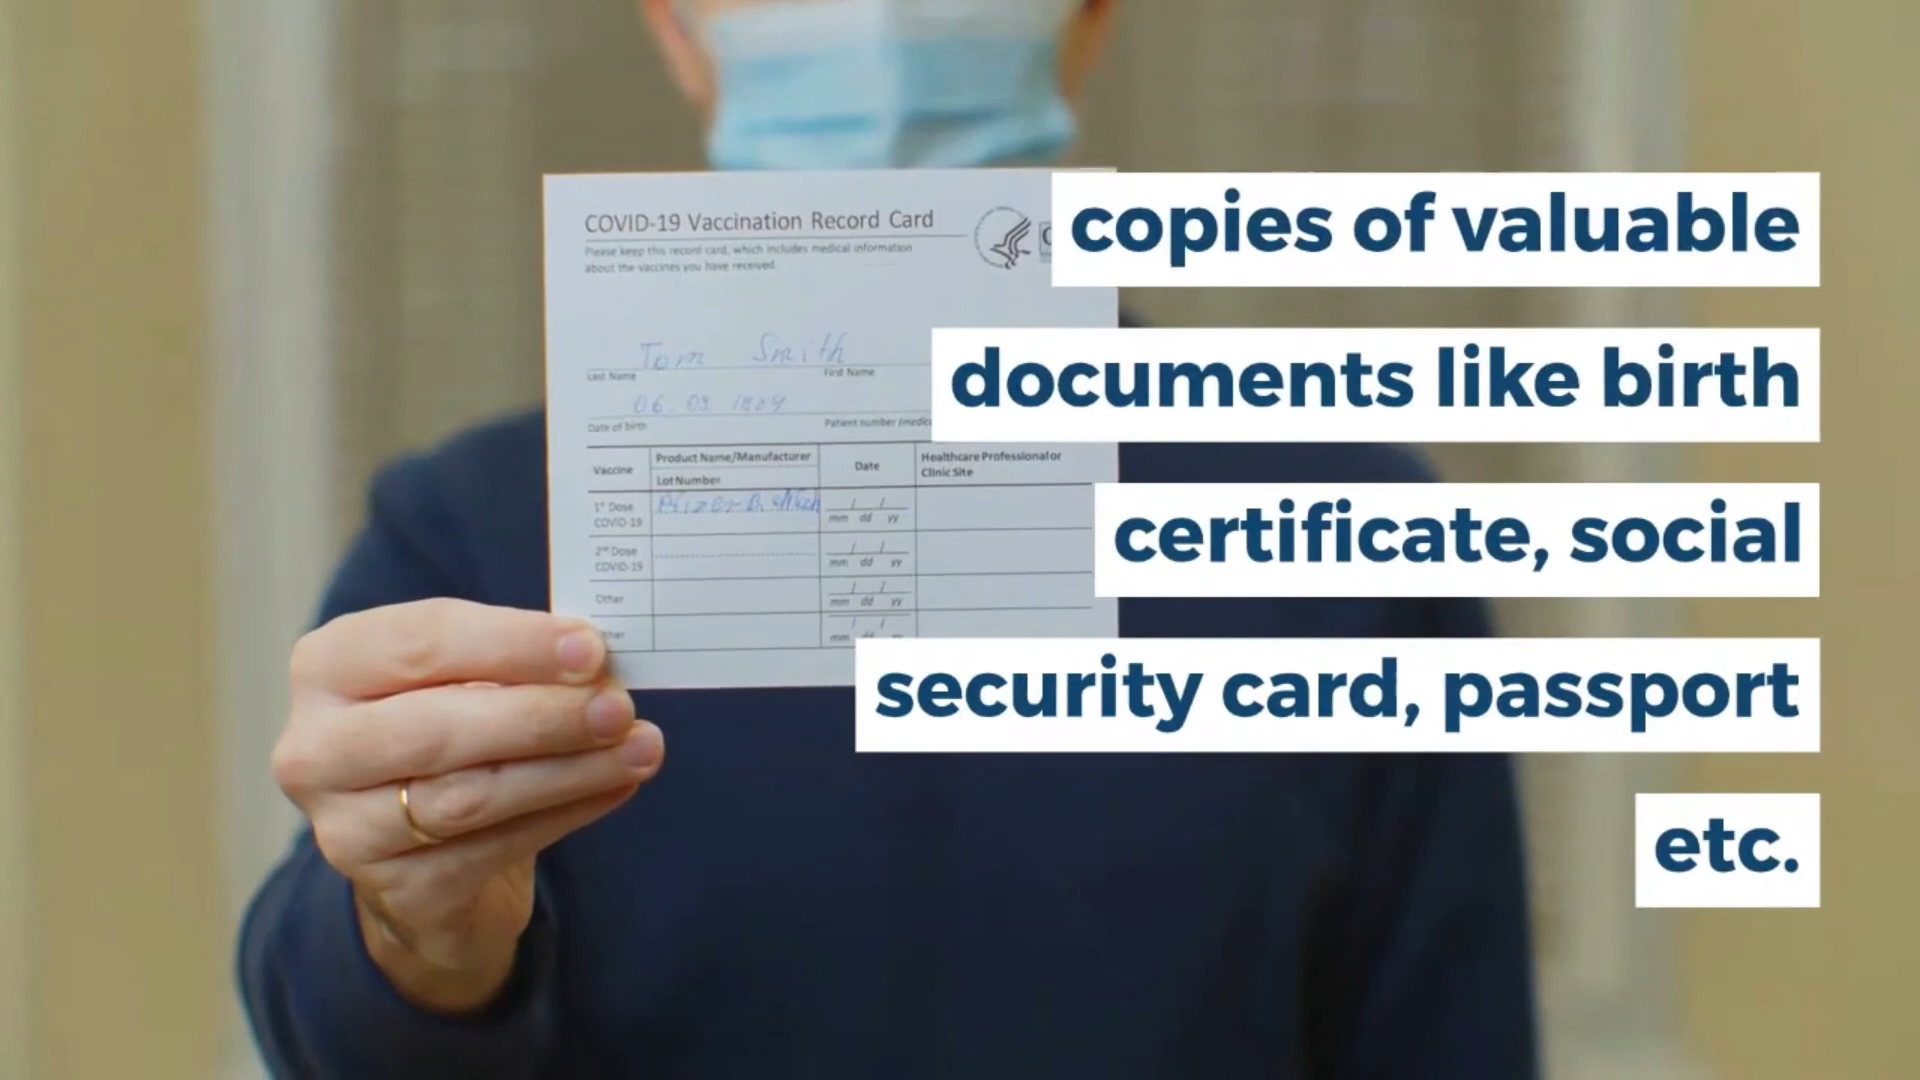 COVID-19 Vaccination Record Card
Please keep this record card, which includes medical information
about the vaccines you have received.
Tom Smith
Last Name First Name
Date of birth Patient number
Vaccine Product Name/Manufacturer Date Healthcare Professional or
Lot Number Clinic Site
1st Dose
COVID-19 mm dd yy
2nd Dose
COVID-19 mm dd yy
Other mm dd yy
mm
copies of valuable
documents like birth
certificate, social
security card, passport
etc.